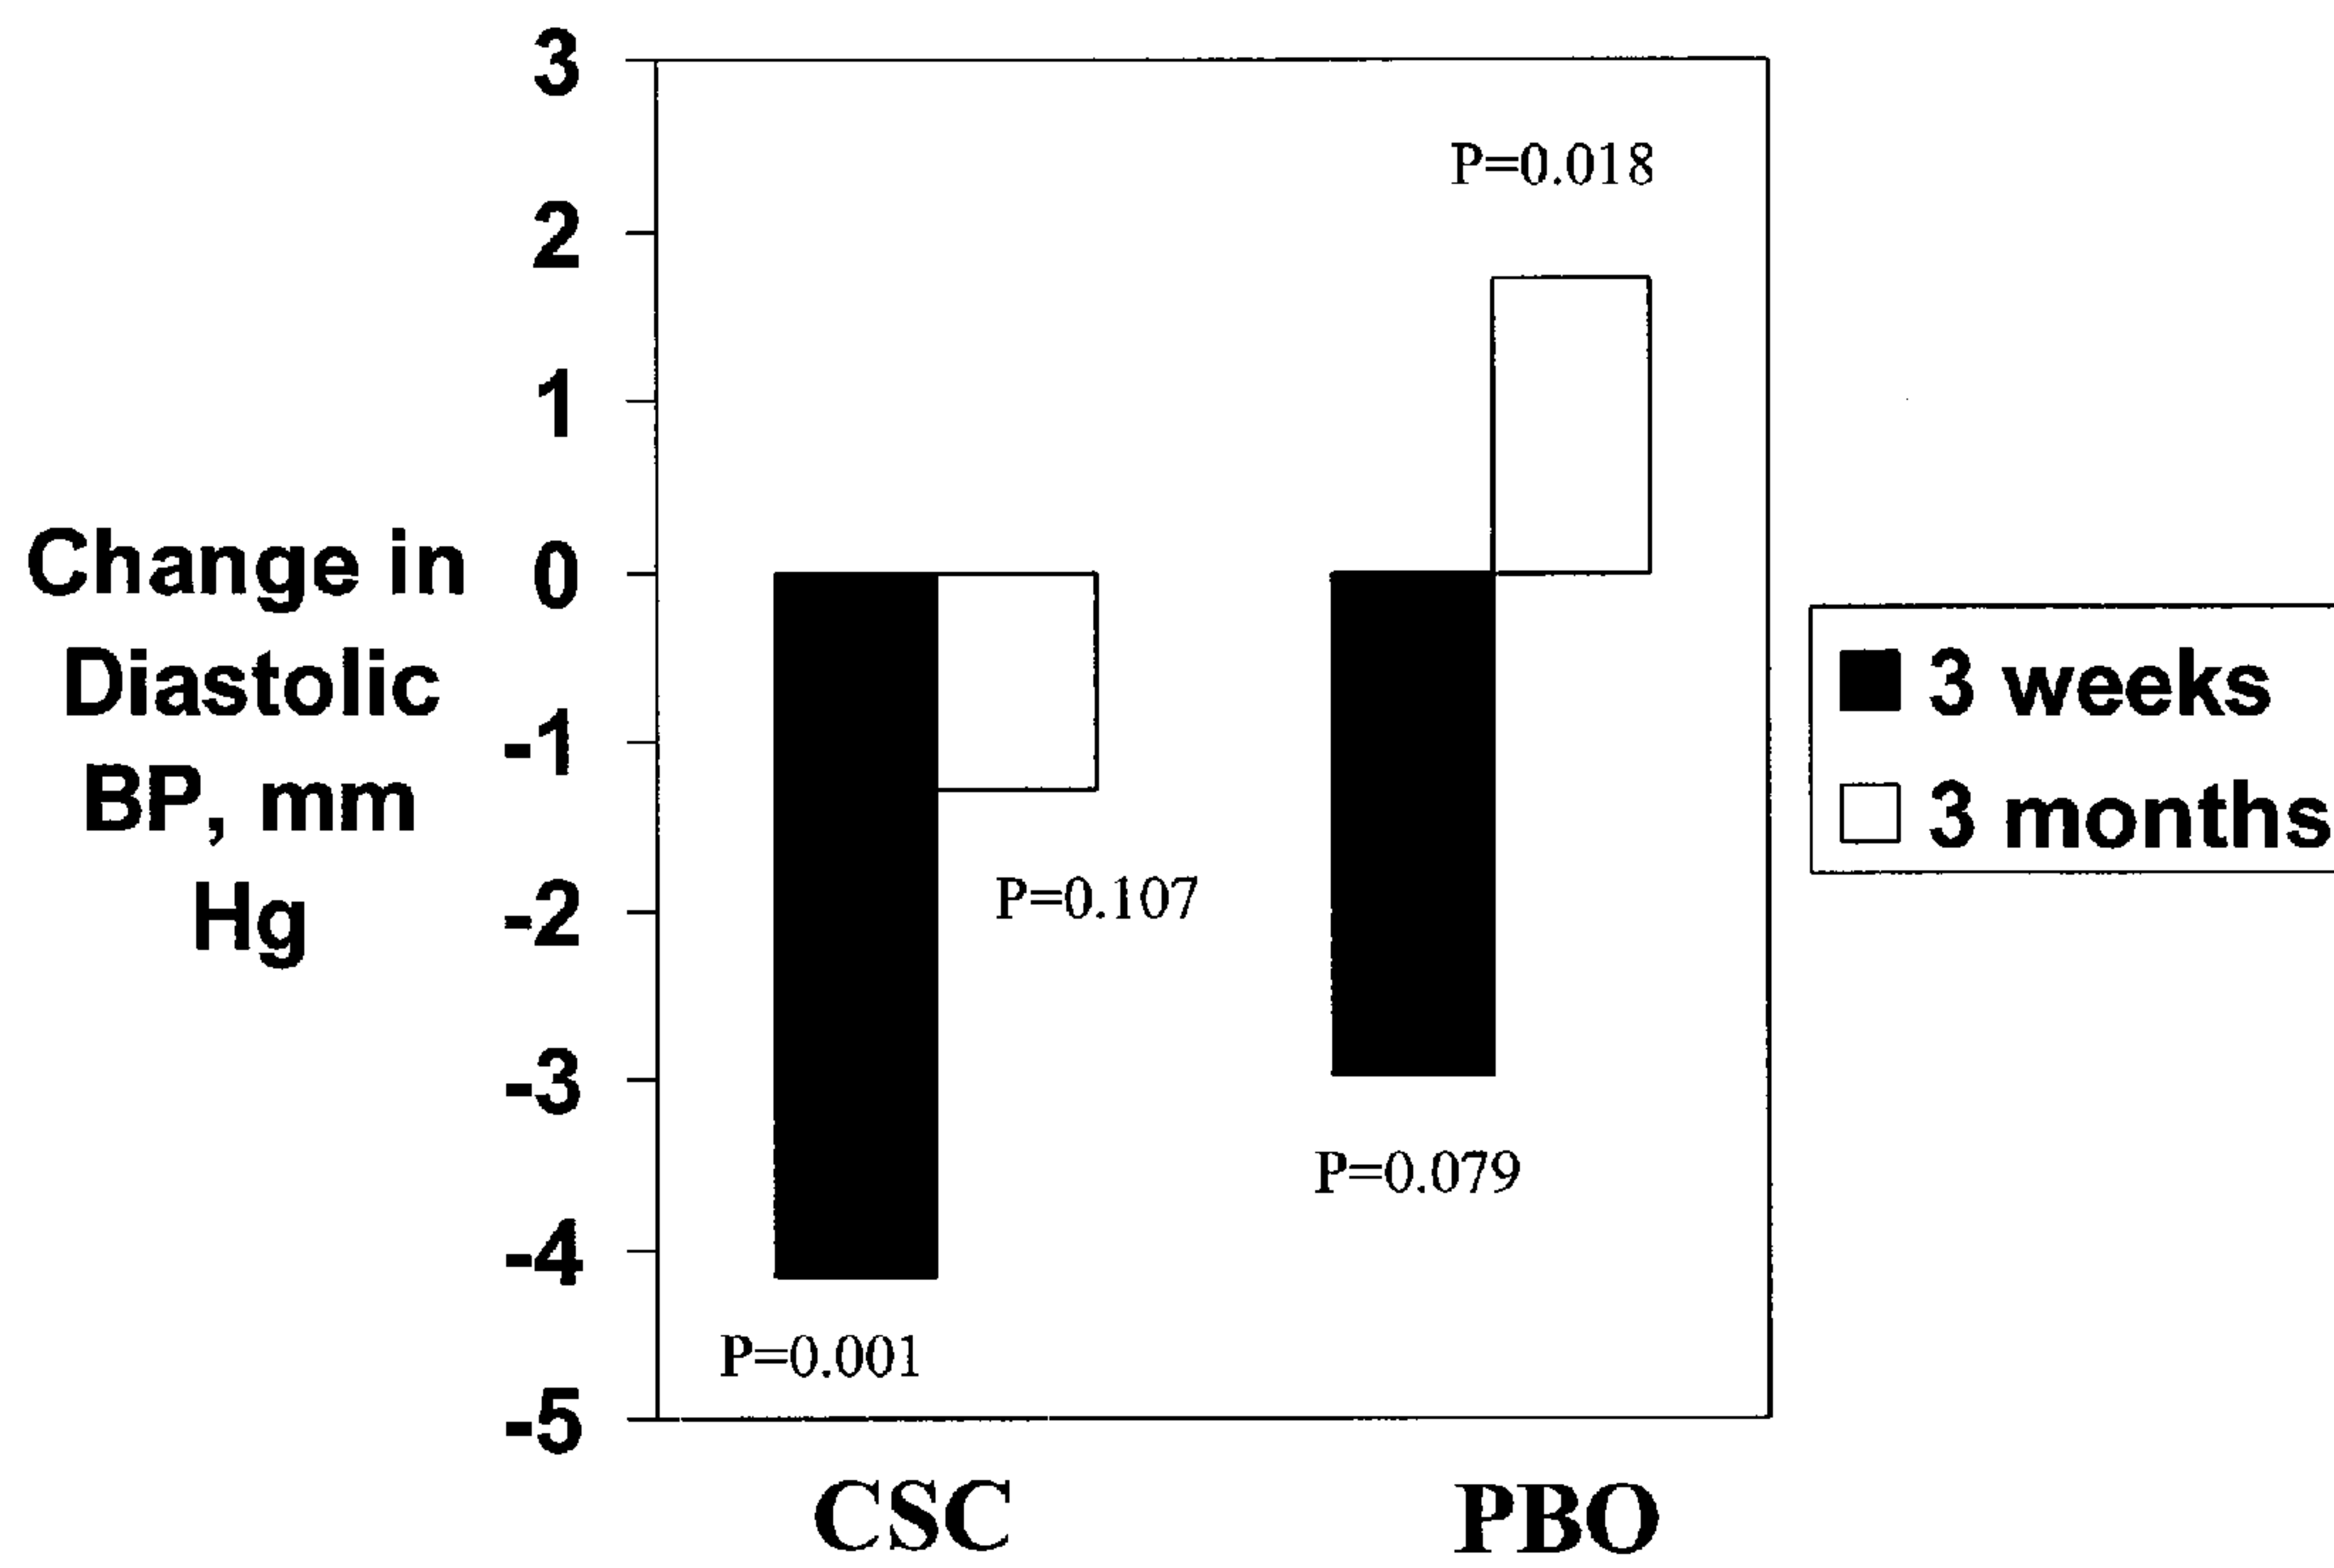 3
2
1
0
-1
-2
-3
-4
-5
Change in
Diastolic
BP, mm
Hg
P=0.018
P=0.107
P=0.079
P=0.001
CSC
PBO
3 weeks
3 months